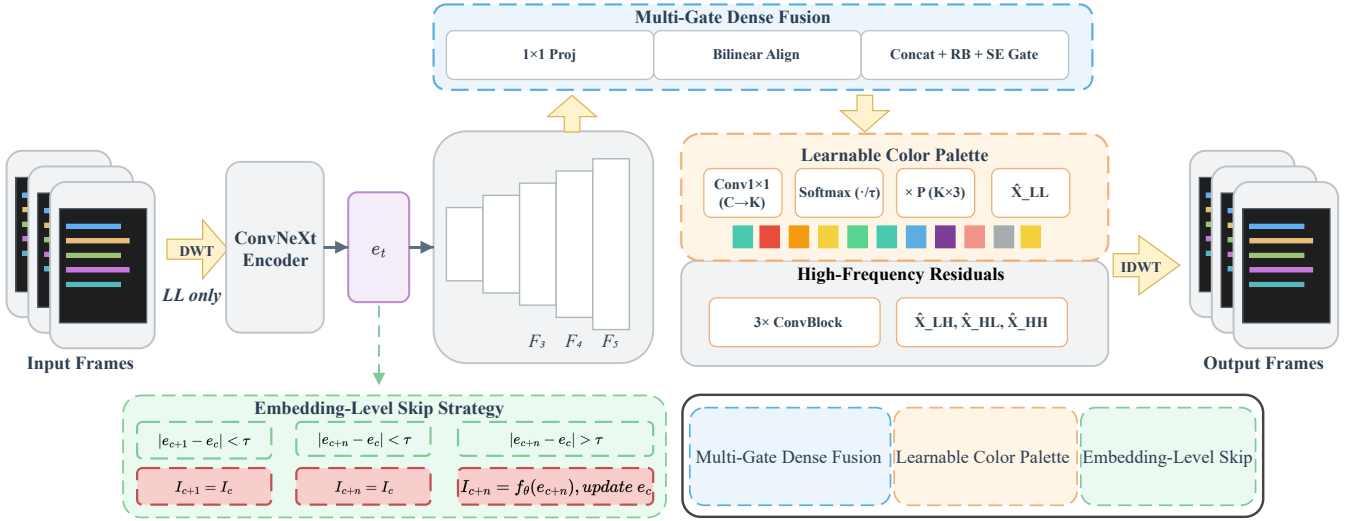 Multi-Gate Dense Fusion
1×1 Proj
Bilinear Align
Concat + RB + SE Gate
Input Frames
DWT
LL only
ConvNeXt
Encoder
e_t
F_3
F_4
F_5
Learnable Color Palette
Conv1×1
(C→K)
Softmax (·/τ)
× P (K×3)
X̂_LL
High-Frequency Residuals
3× ConvBlock
X̂_LH, X̂_HL, X̂_HH
IDWT
Output Frames
Embedding-Level Skip Strategy
|e_{c+1} − e_c| < τ
|e_{c+n} − e_c| < τ
|e_{c+n} − e_c| > τ
I_{c+1} = I_c
I_{c+n} = I_c
I_{c+n} = f_θ(e_{c+n}), update e_c
Multi-Gate Dense Fusion
Learnable Color Palette
Embedding-Level Skip